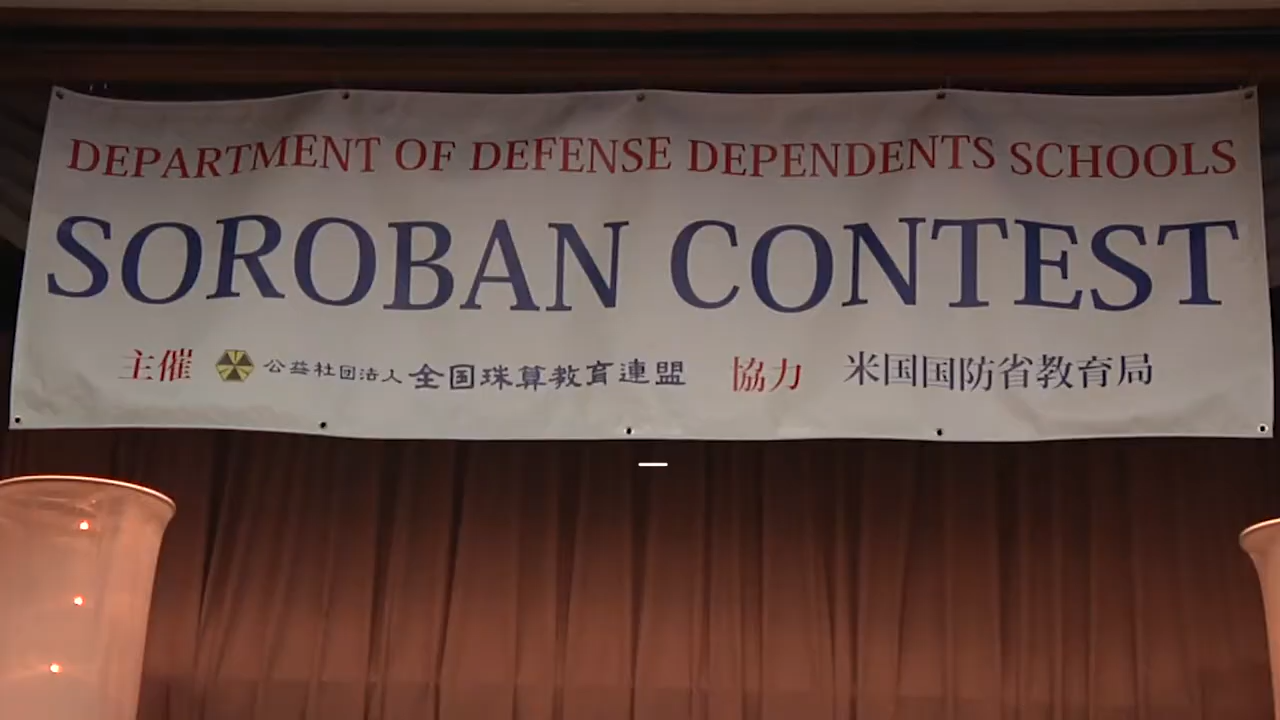 DEPARTMENT OF DEFENSE DEPENDENTS SCHOOLS
SOROBAN CONTEST
主催 公益社団法人 全国珠算教育連盟 協力 米国国防省教育局